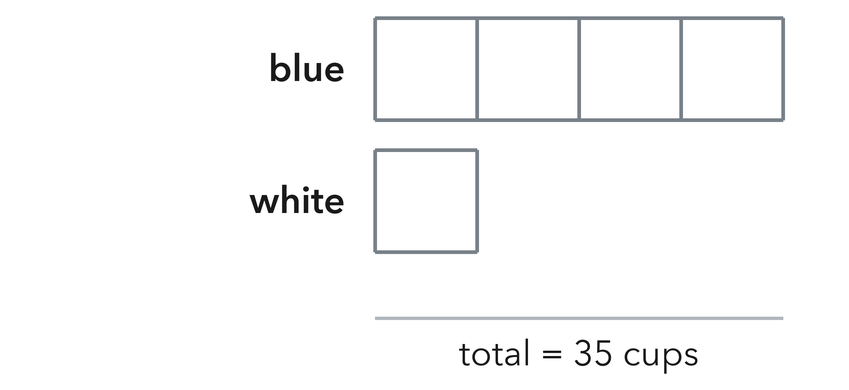 blue
white
total = 35 cups